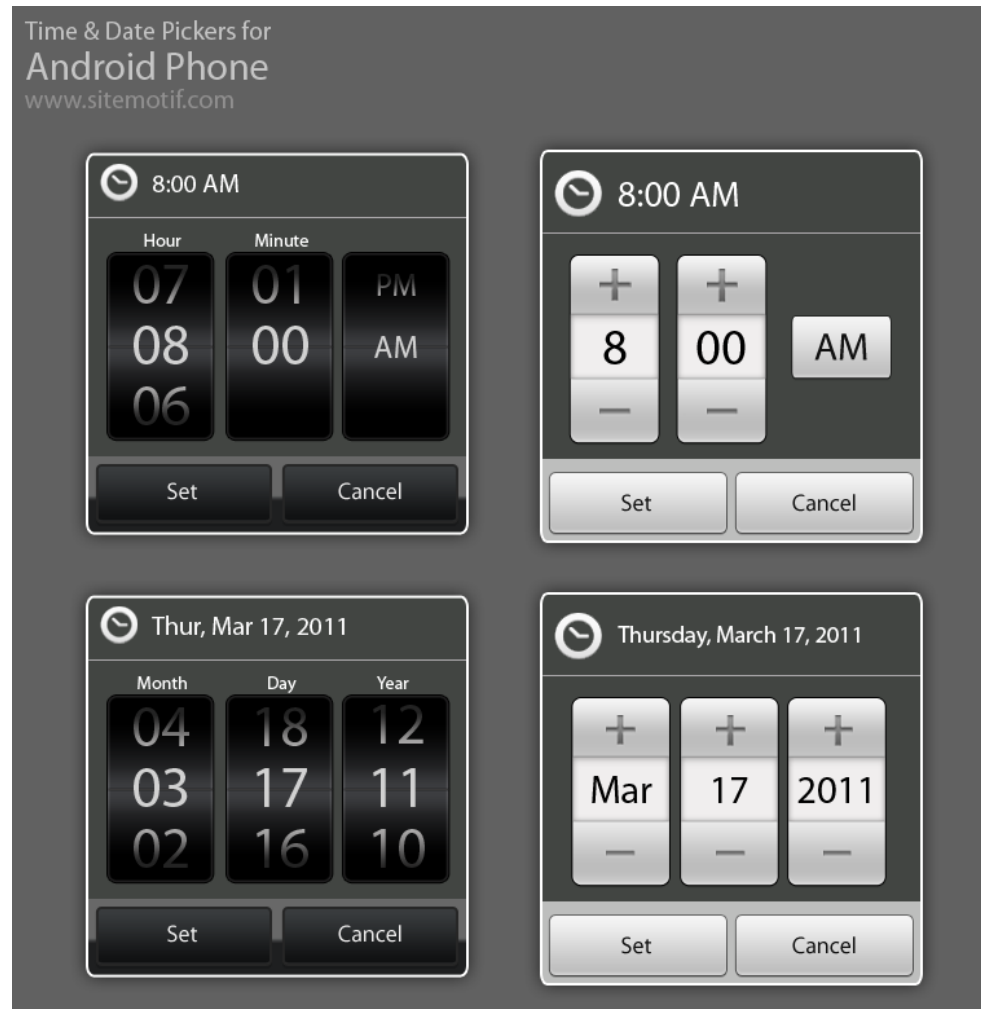 Time & Date Pickers for
Android Phone
www.sitemotif.com
8:00 AM
Hour Minute
07 01 PM
08 00 AM
06
Set Cancel
8:00 AM
+ +
8 00 AM
− −
Set Cancel
Thur, Mar 17, 2011
Month Day Year
04 18 12
03 17 11
02 16 10
Set Cancel
Thursday, March 17, 2011
+ + +
Mar 17 2011
− − −
Set Cancel